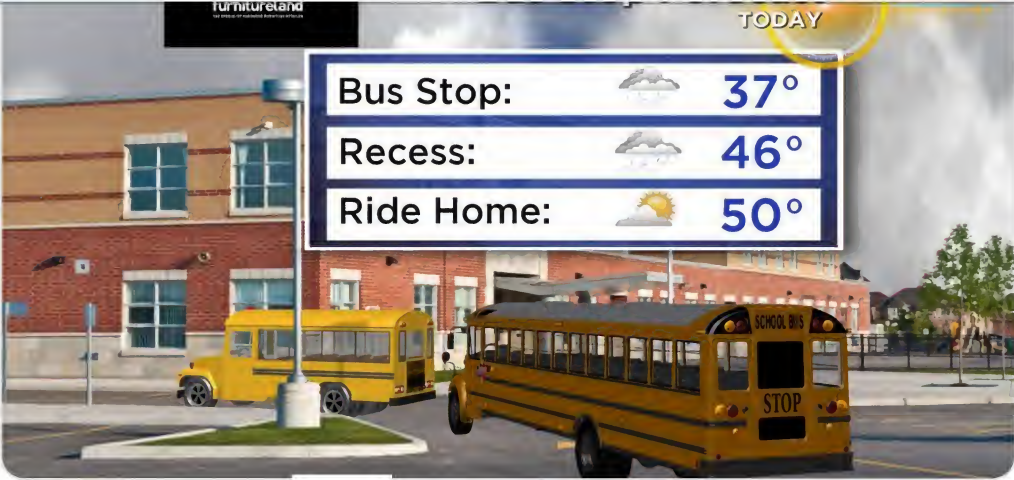 furnitureland
TODAY
Bus Stop: 37°
Recess: 46°
Ride Home: 50°
SCHOOL BUS
STOP